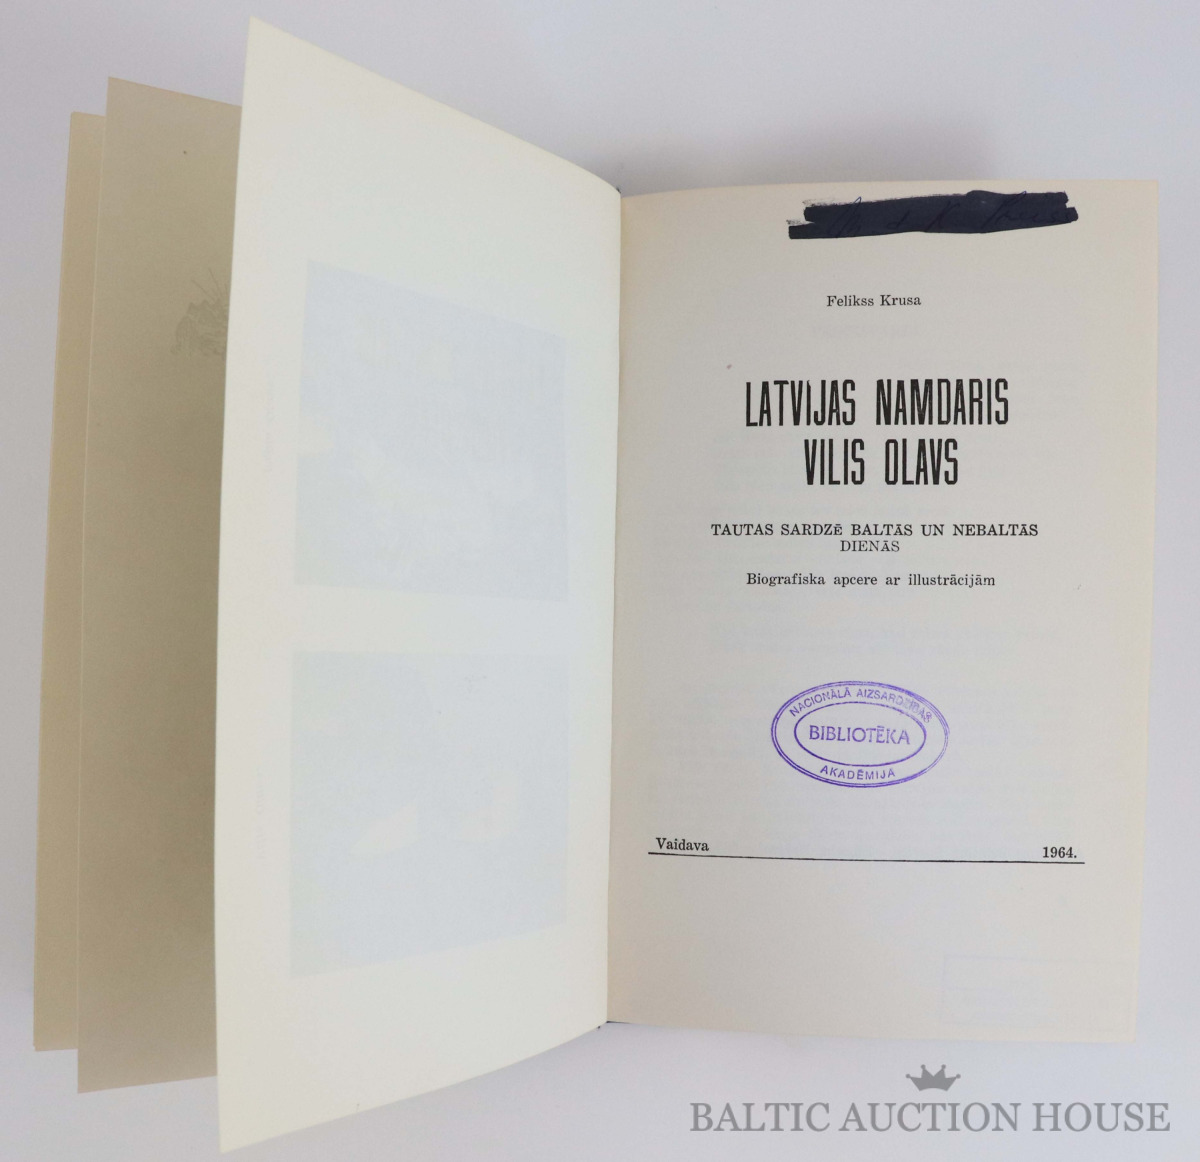 Felikss Krusa
LATVIJAS NAMDARIS
VILIS OLAVS
TAUTAS SARDZĒ BALTĀS UN NEBALTĀS
DIENĀS
Biografiska apcere ar illustrācijām
NACIONĀLĀ AIZSARDZĪBAS
BIBLIOTĒKA
AKADĒMIJA
Vaidava 1964.
BALTIC AUCTION HOUSE